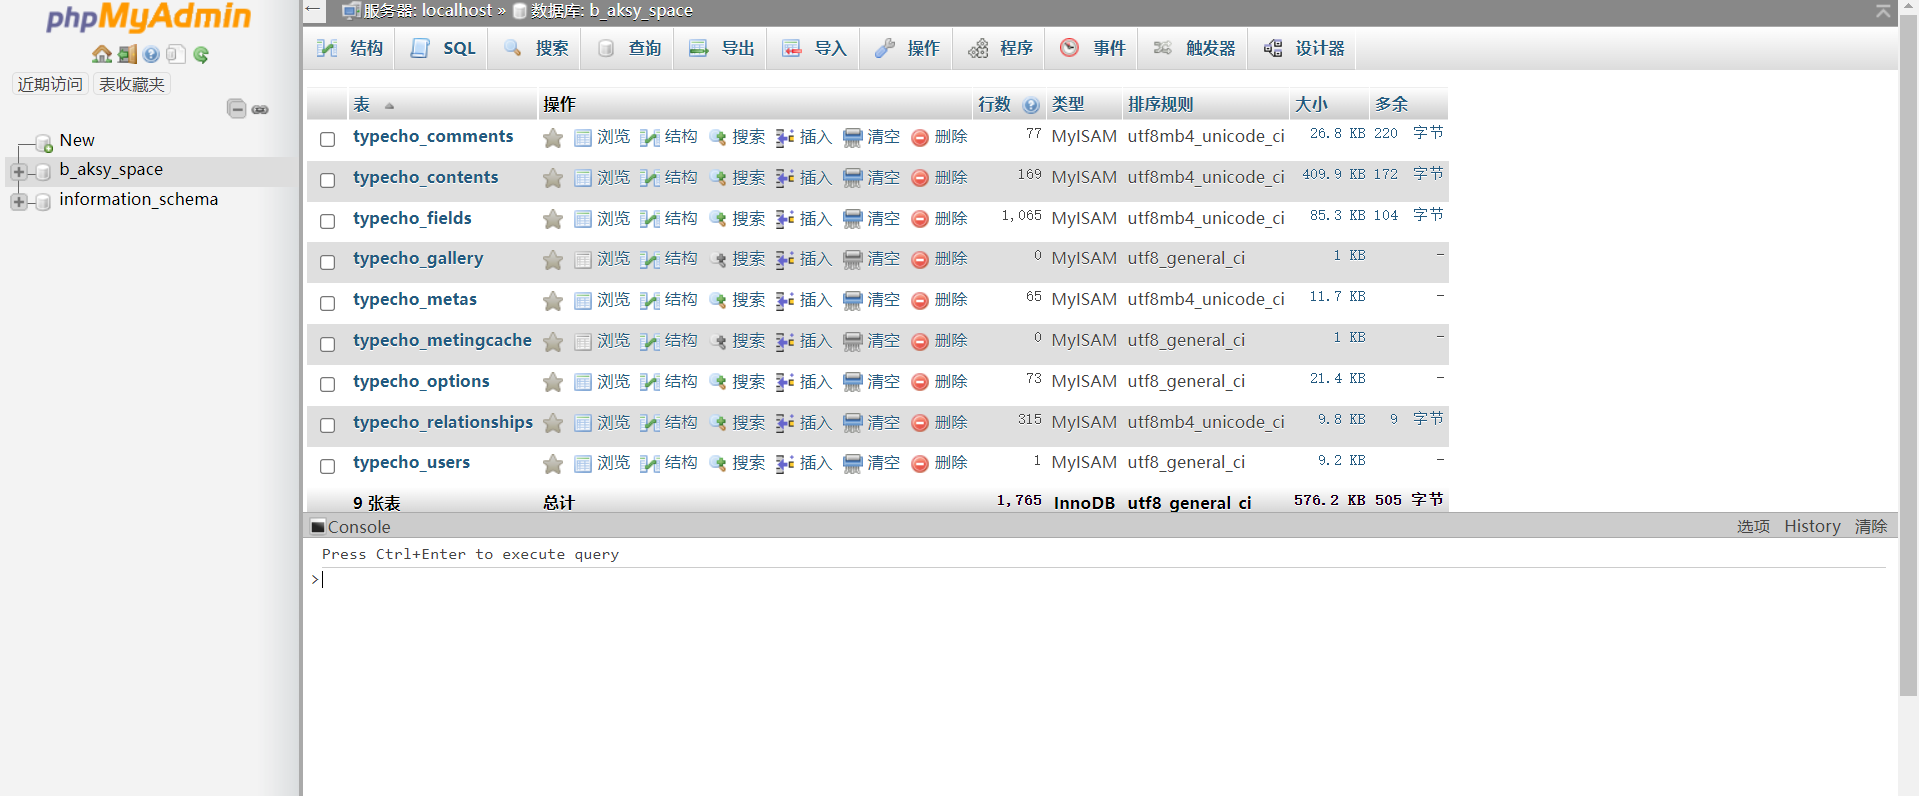 phpMyAdmin
近期访问 表收藏夹
New
b_aksy_space
information_schema
← 服务器: localhost » 数据库: b_aksy_space
结构 SQL 搜索 查询 导出 导入 操作 程序 事件 触发器 设计器
表 操作 行数 类型 排序规则 大小 多余
typecho_comments 浏览 结构 搜索 插入 清空 删除 77 MyISAM utf8mb4_unicode_ci 26.8 KB 220 字节
typecho_contents 浏览 结构 搜索 插入 清空 删除 169 MyISAM utf8mb4_unicode_ci 409.9 KB 172 字节
typecho_fields 浏览 结构 搜索 插入 清空 删除 1,065 MyISAM utf8mb4_unicode_ci 85.3 KB 104 字节
typecho_gallery 浏览 结构 搜索 插入 清空 删除 0 MyISAM utf8_general_ci 1 KB -
typecho_metas 浏览 结构 搜索 插入 清空 删除 65 MyISAM utf8mb4_unicode_ci 11.7 KB -
typecho_metingcache 浏览 结构 搜索 插入 清空 删除 0 MyISAM utf8_general_ci 1 KB -
typecho_options 浏览 结构 搜索 插入 清空 删除 73 MyISAM utf8_general_ci 21.4 KB -
typecho_relationships 浏览 结构 搜索 插入 清空 删除 315 MyISAM utf8mb4_unicode_ci 9.8 KB 9 字节
typecho_users 浏览 结构 搜索 插入 清空 删除 1 MyISAM utf8_general_ci 9.2 KB -
9 张表 总计 1,765 InnoDB utf8_general_ci 576.2 KB 505 字节
Console 选项 History 清除
Press Ctrl+Enter to execute query
>